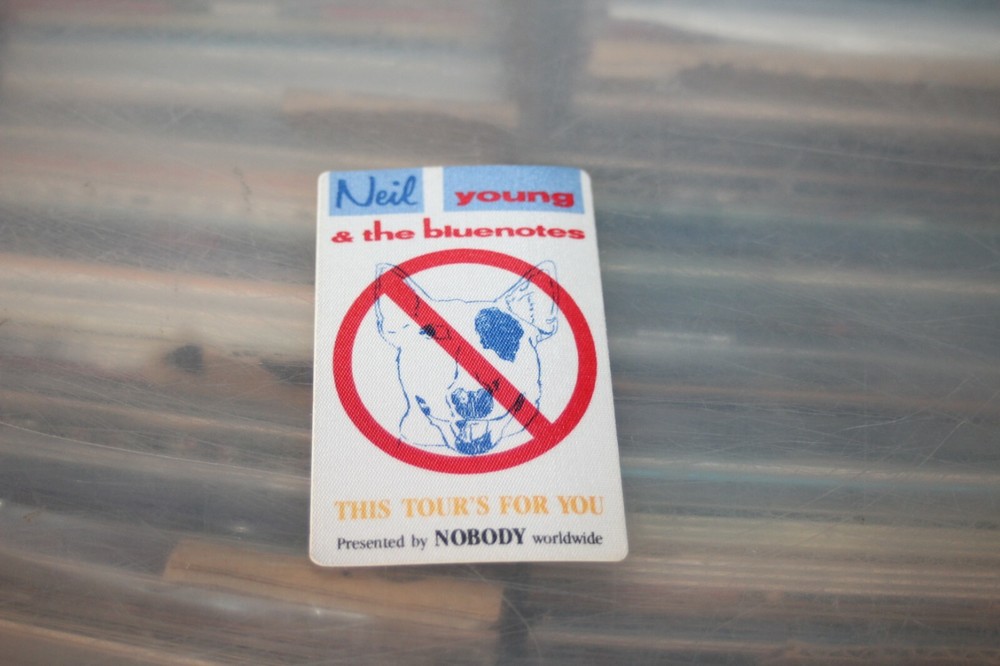 Neil young
& the bluenotes
THIS TOUR'S FOR YOU
Presented by NOBODY worldwide